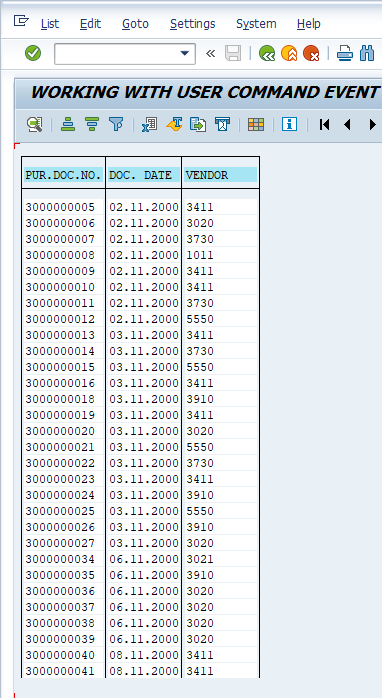 List Edit Goto Settings System Help
WORKING WITH USER COMMAND EVENT
PUR.DOC.NO. DOC. DATE VENDOR
3000000005 02.11.2000 3411
3000000006 02.11.2000 3020
3000000007 02.11.2000 3730
3000000008 02.11.2000 1011
3000000009 02.11.2000 3411
3000000010 02.11.2000 3411
3000000011 02.11.2000 3730
3000000012 02.11.2000 5550
3000000013 03.11.2000 3411
3000000014 03.11.2000 3730
3000000015 03.11.2000 5550
3000000016 03.11.2000 3411
3000000018 03.11.2000 3910
3000000019 03.11.2000 3411
3000000020 03.11.2000 3020
3000000021 03.11.2000 5550
3000000022 03.11.2000 3730
3000000023 03.11.2000 3411
3000000024 03.11.2000 3910
3000000025 03.11.2000 5550
3000000026 03.11.2000 3910
3000000027 03.11.2000 3020
3000000034 06.11.2000 3021
3000000035 06.11.2000 3910
3000000036 06.11.2000 3020
3000000037 06.11.2000 3020
3000000038 06.11.2000 3020
3000000039 06.11.2000 3020
3000000040 08.11.2000 3411
3000000041 08.11.2000 3411